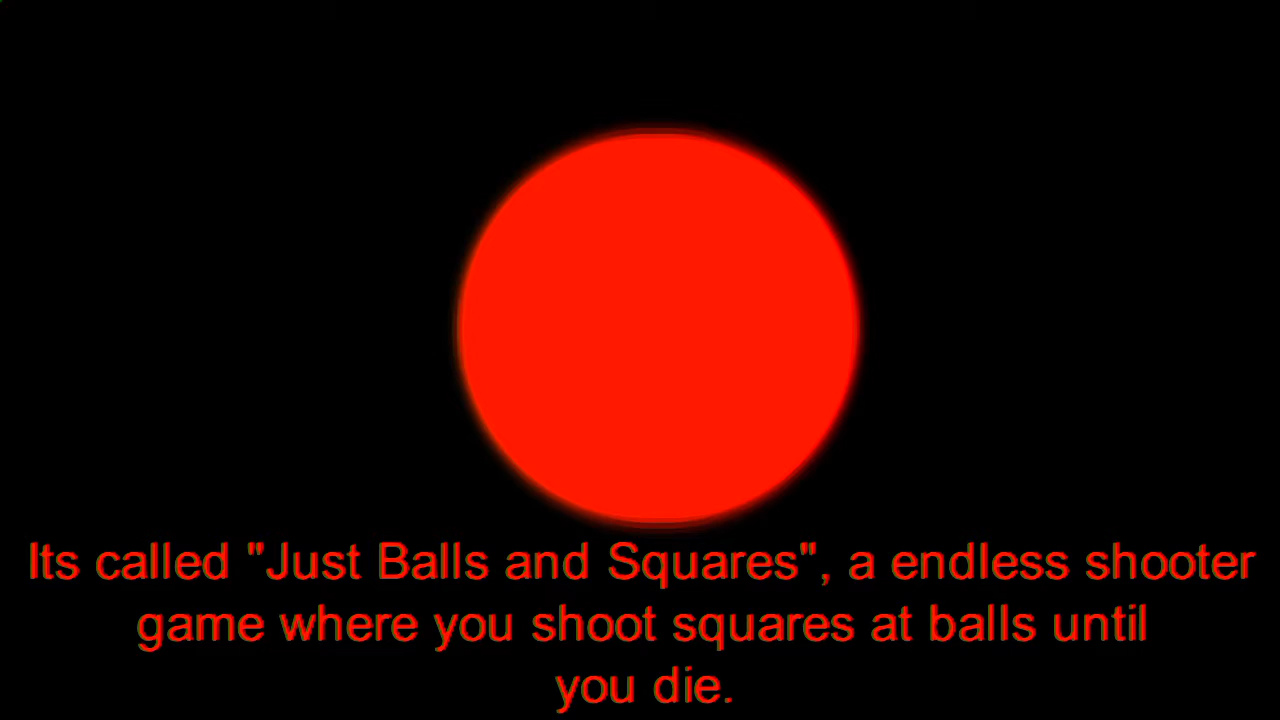 Its called "Just Balls and Squares", a endless shooter
game where you shoot squares at balls until
you die.